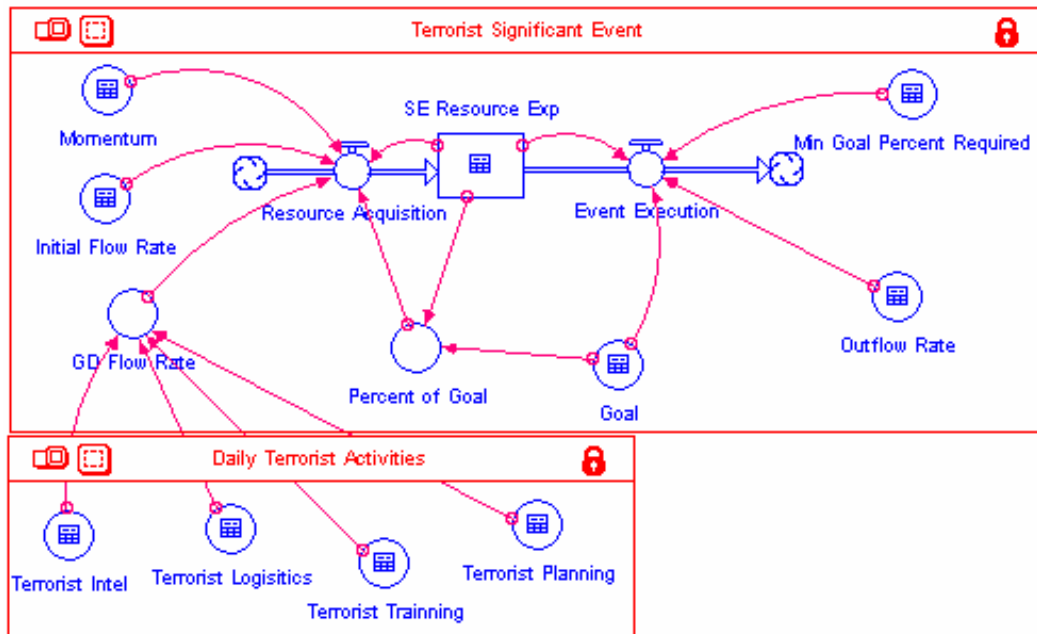 Terrorist Significant Event
SE Resource Exp
Momentum
Min Goal Percent Required
Resource Acquisition
Event Execution
Initial Flow Rate
GD Flow Rate
Percent of Goal
Goal
Outflow Rate
Daily Terrorist Activities
Terrorist Intel
Terrorist Logisitics
Terrorist Trainning
Terrorist Planning